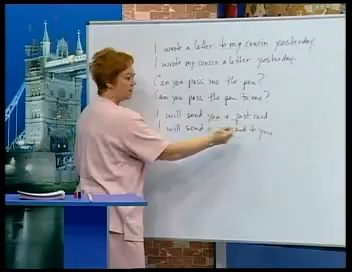 I wrote a letter to my cousin yesterday.
I wrote my cousin a letter yesterday.
Can you pass me the pen?
Can you pass the pen to me?
I will send you a post card
I will send card to you